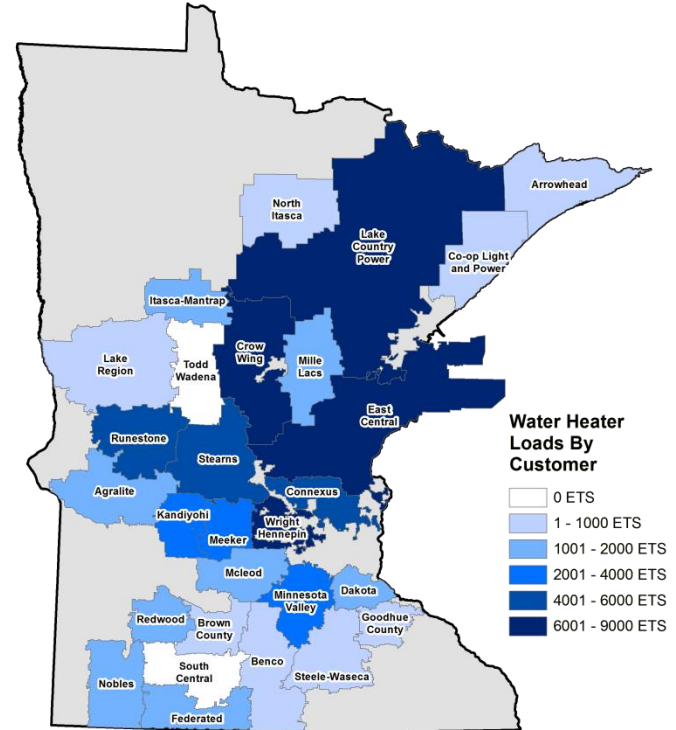 Arrowhead
North
Itasca
Lake
Country
Power
Co-op Light
and Power
Itasca-Mantrap
Crow
Wing
Mille
Lacs
Lake
Region
Todd
Wadena
East
Central
Runestone
Stearns
Agralite
Connexus
Kandiyohi
Meeker
Wright
Hennepin
Mcleod
Minnesota
Valley
Dakota
Redwood
Brown
County
Goodhue
County
Benco
South
Central
Steele-Waseca
Nobles
Federated
Water Heater
Loads By
Customer
0 ETS
1 - 1000 ETS
1001 - 2000 ETS
2001 - 4000 ETS
4001 - 6000 ETS
6001 - 9000 ETS